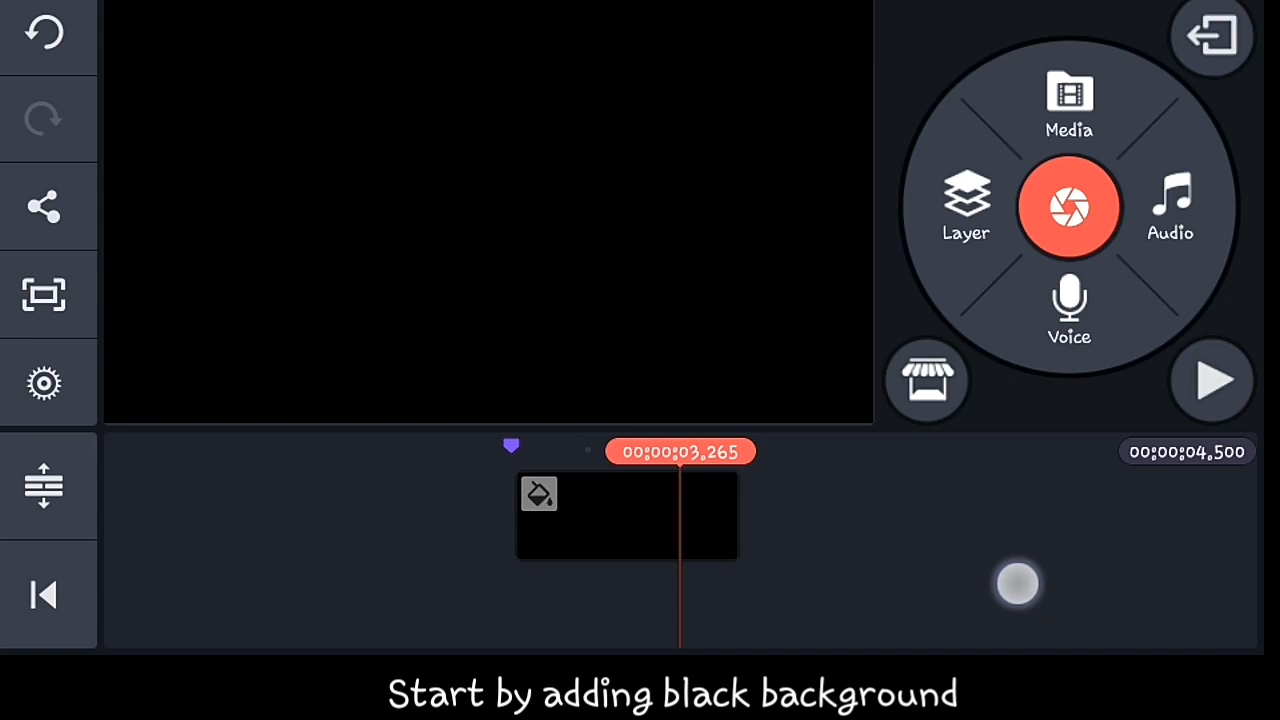 Media
Layer
Audio
Voice
00:00:03.265
00:00:04.500
Start by adding black background